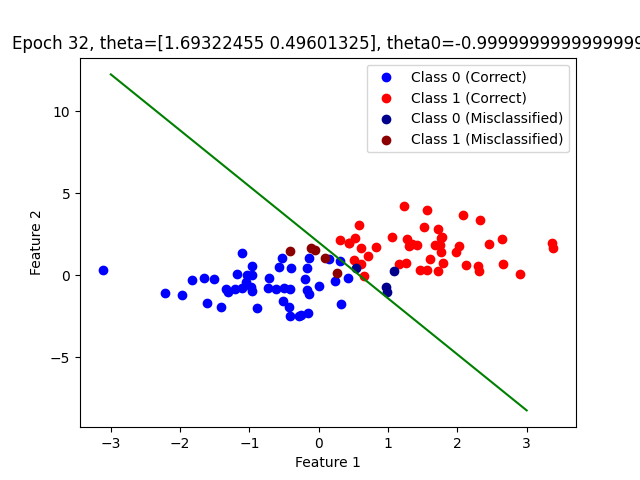 Epoch 32, theta=[1.69322455 0.49601325], theta0=-0.9999999999999999
Class 0 (Correct)
Class 1 (Correct)
Class 0 (Misclassified)
Class 1 (Misclassified)
10
5
0
−5
Feature 2
−3 −2 −1 0 1 2 3
Feature 1